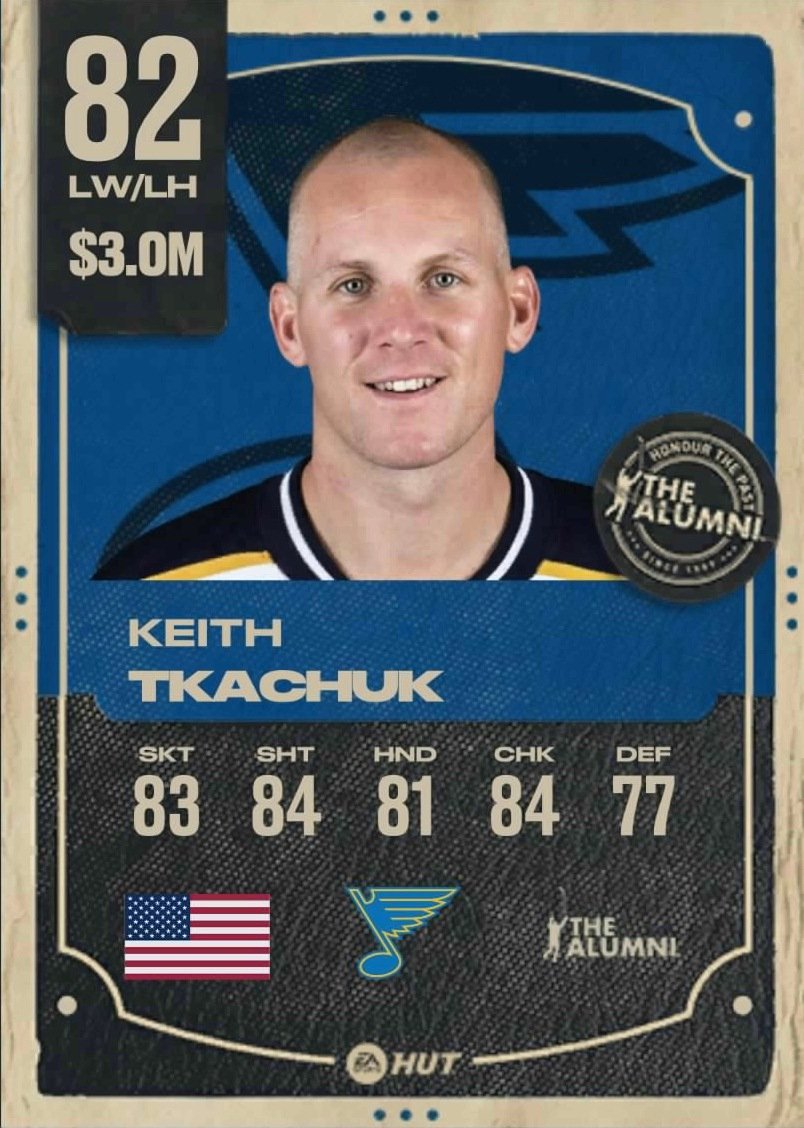 82
LW/LH
$3.0M
HONOUR THE PAST
THE
ALUMNI
KEITH
TKACHUK
SKT SHT HND CHK DEF
83 84 81 84 77
THE
ALUMNI
EA
HUT